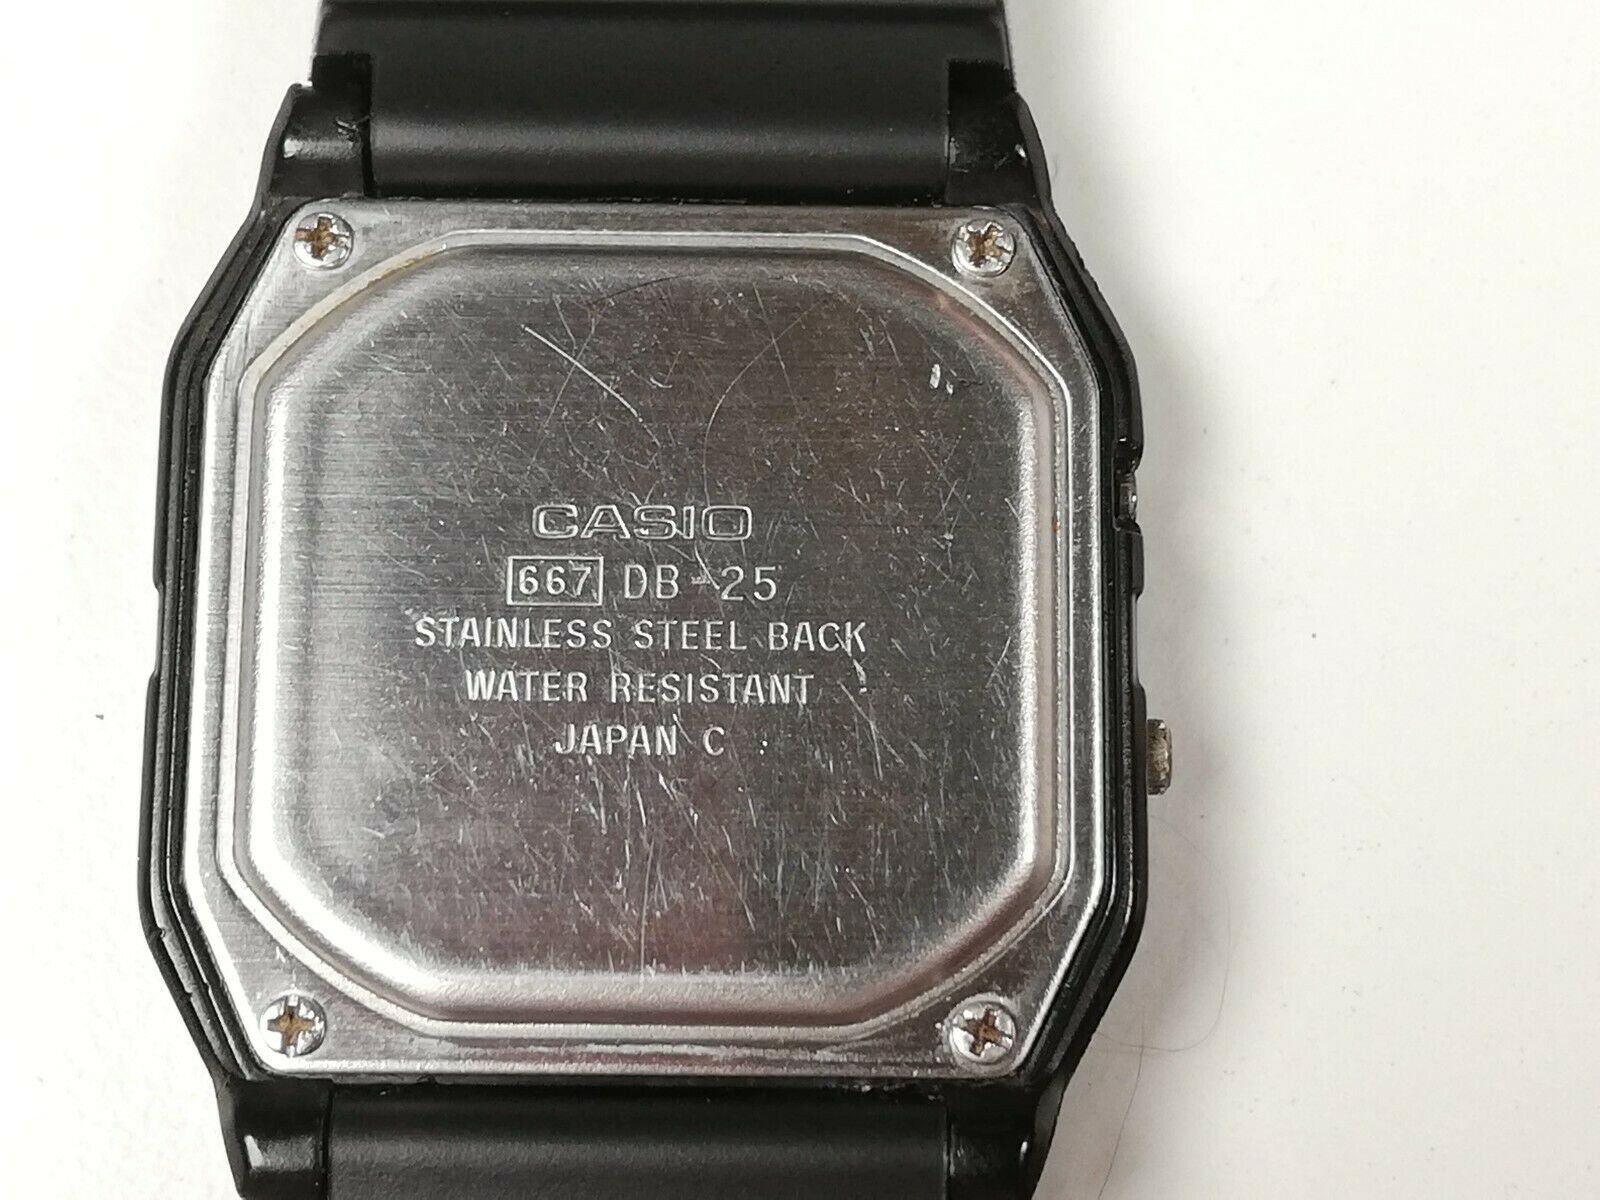 CASIO
667 DB-25
STAINLESS STEEL BACK
WATER RESISTANT
JAPAN C